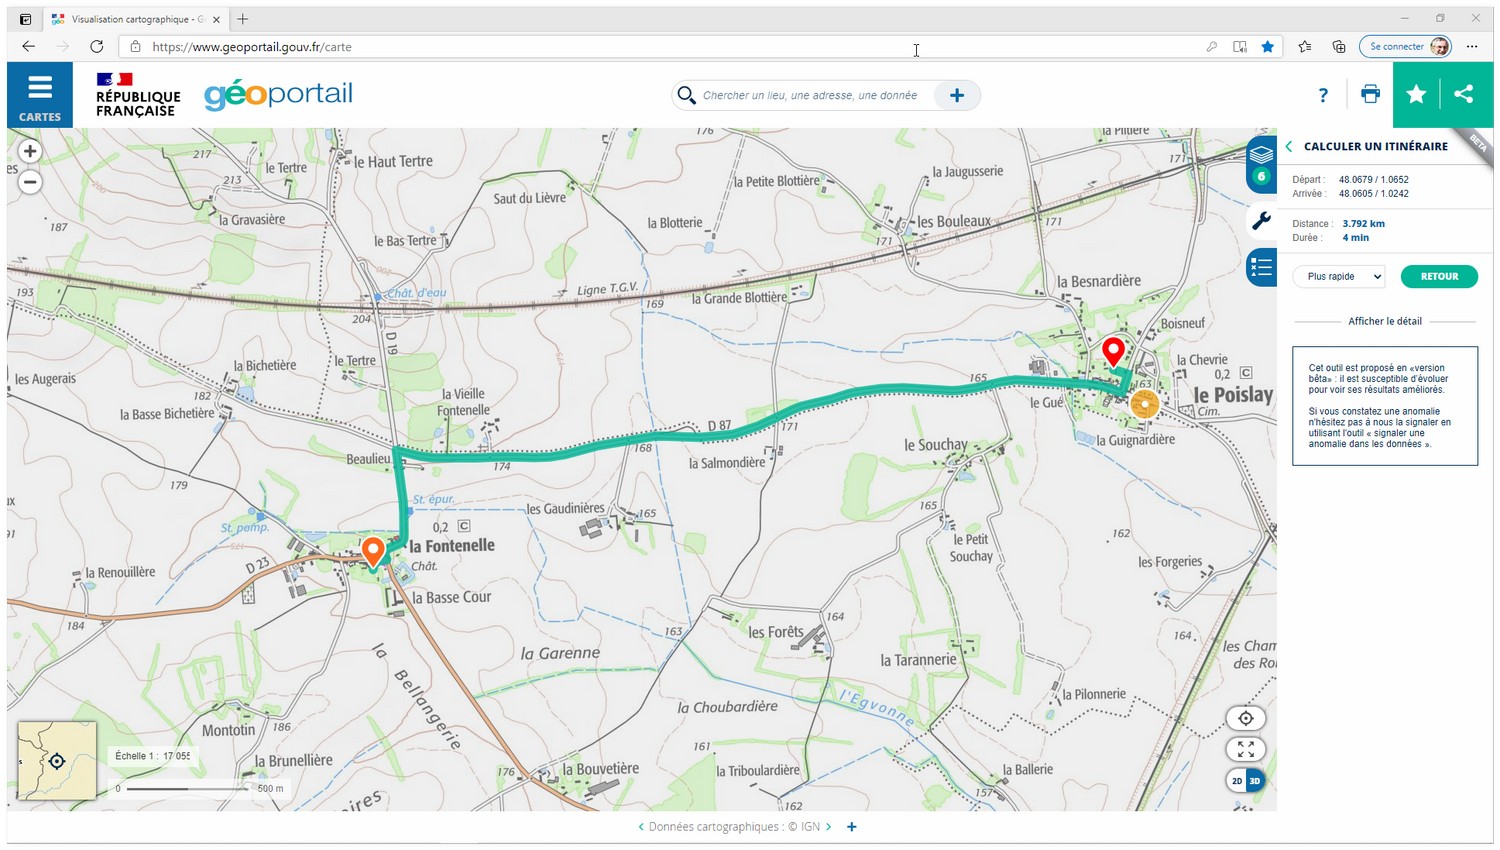 Visualisation cartographique - G
https://www.geoportail.gouv.fr/carte
Se connecter
CARTES
RÉPUBLIQUE
FRANÇAISE
géoportail
Chercher un lieu, une adresse, une donnée
?
BETA
CALCULER UN ITINÉRAIRE
Départ : 48.0679 / 1.0652
Arrivée : 48.0605 / 1.0242
Distance : 3.792 km
Durée : 4 min
Plus rapide
RETOUR
Afficher le détail
Cet outil est proposé en «version
bêta» : il est susceptible d'évoluer
pour voir ses résultats améliorés.
Si vous constatez une anomalie
n'hésitez pas à nous la signaler en
utilisant l'outil « signaler une
anomalie dans les données ».
6
176
la Piltière
217
le Tertre
le Haut Tertre
171
213
la Petite Blottière
la Jaugusserie
Saut du Lièvre
187
la Gravasière
la Blotterie
les Bouleaux
171
le Bas Tertre
171
200
193
Chât. d'eau
Ligne T.G.V.
169
la Grande Blottière
la Besnardière
204
D 19
Boisneuf
la Bichetière
le Tertre
175
la Chevrie
0,2 C
les Augerais
182
la Vieille
Fontenelle
165
163
le Poislay
la Basse Bichetière
le Gué
Cim.
D 87
171
la Guignardière
Beaulieu
174
168
la Salmondière
le Souchay
179
St. épur.
les Gaudinières
165
165
St. pomp.
0,2 C
la Fontenelle
le Petit
Souchay
175
D 23
Chât.
les Forgeries
162
la Renouillère
la Basse Cour
184
163
les Forêts
164
164
la Garenne
la Tarannerie
les Cham
des Ro
la Bellangerie
la Choubardière
l'Egvonne
la Pilonnerie
Montoin
186
161
la Brunellière
176
la Bouvetière
la Triboulardière
la Ballerie
162
157
Échelle 1 : 17 055
0 500 m
2D 3D
Données cartographiques : © IGN